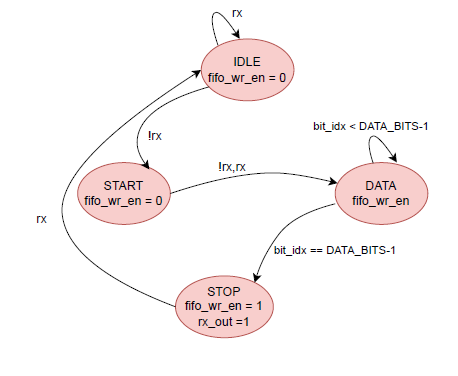 rx
IDLE
fifo_wr_en = 0
!rx
bit_idx < DATA_BITS-1
!rx,rx
START
fifo_wr_en = 0
DATA
fifo_wr_en
rx
bit_idx == DATA_BITS-1
STOP
fifo_wr_en = 1
rx_out =1